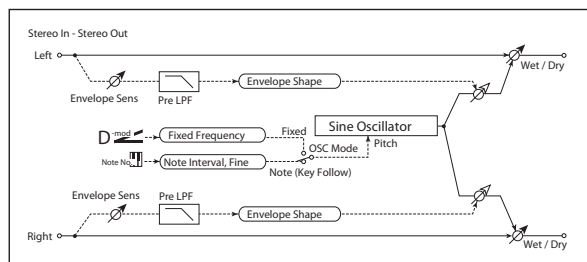 Stereo In - Stereo Out
Left
Wet / Dry
Envelope Sens
Pre LPF
Envelope Shape
D-mod
Fixed Frequency
Fixed
Sine Oscillator
OSC Mode
Pitch
Note No.
Note Interval, Fine
Note (Key Follow)
Envelope Sens
Pre LPF
Envelope Shape
Right
Wet / Dry